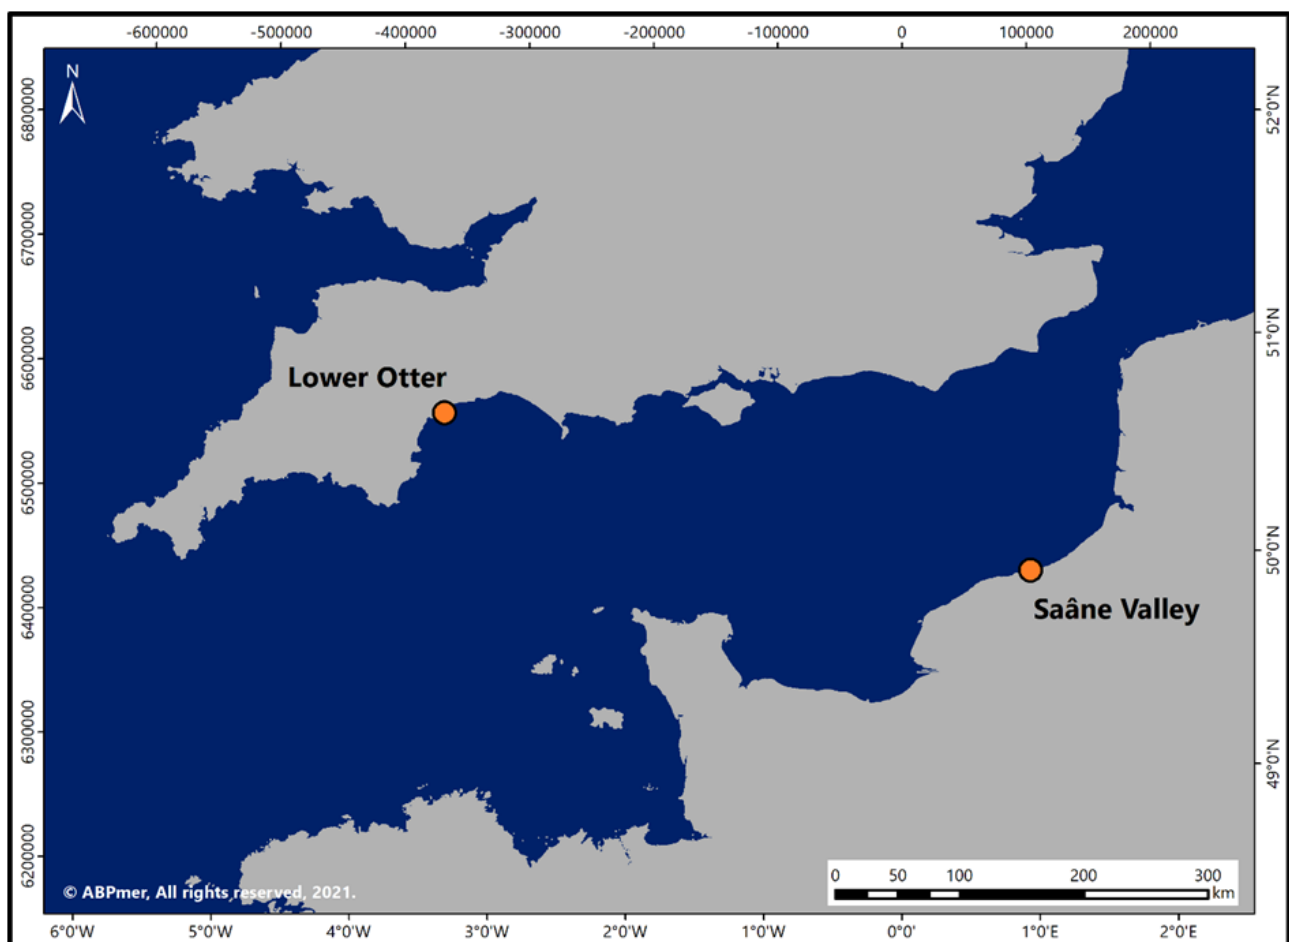 -600000 -500000 -400000 -300000 -200000 -100000 0 100000 200000
N
6800000
6700000
6600000
6500000
6400000
6300000
6200000
52°0'N
51°0'N
50°0'N
49°0'N
Lower Otter
Saâne Valley
© ABPmer, All rights reserved, 2021.
0 50 100 200 300
km
6°0'W 5°0'W 4°0'W 3°0'W 2°0'W 1°0'W 0°0' 1°0'E 2°0'E